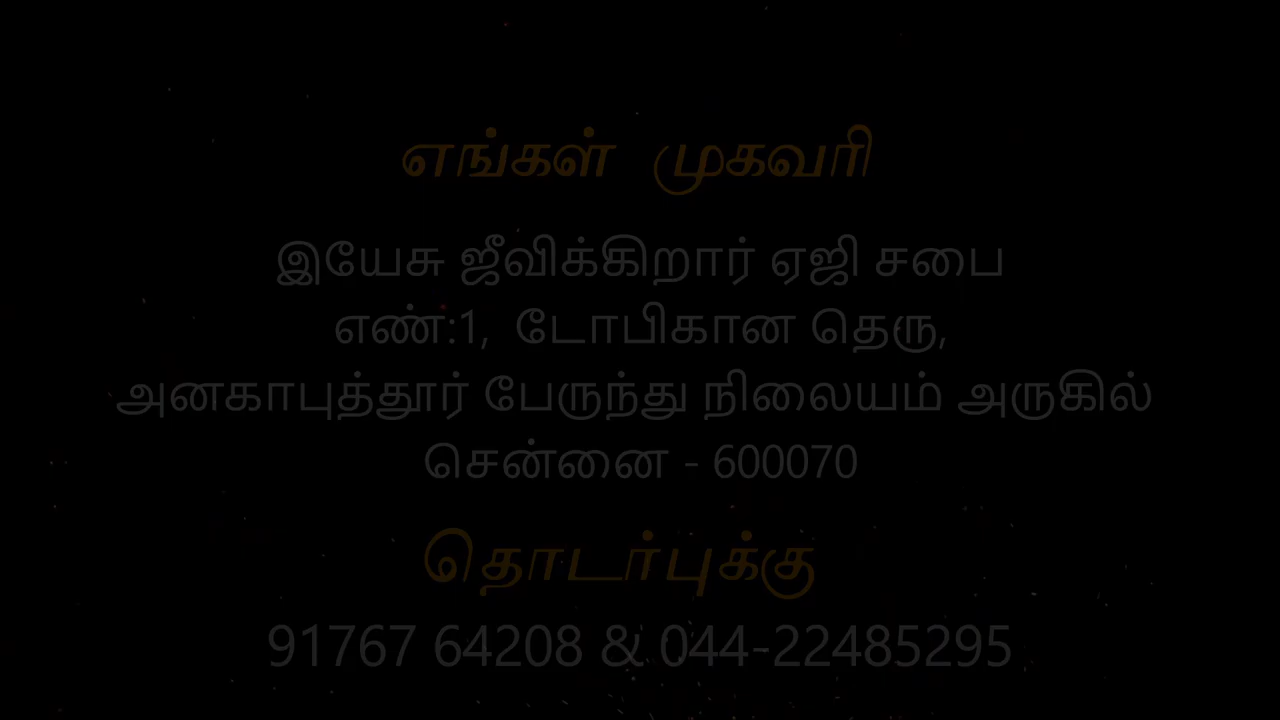 எங்கள் முகவரி
இயேசு ஜீவிக்கிறார் ஏஜி சபை
எண்:1, டோபிகான தெரு,
அனகாபுத்தூர் பேருந்து நிலையம் அருகில்
சென்னை - 600070
தொடர்புக்கு
91767 64208 & 044-22485295